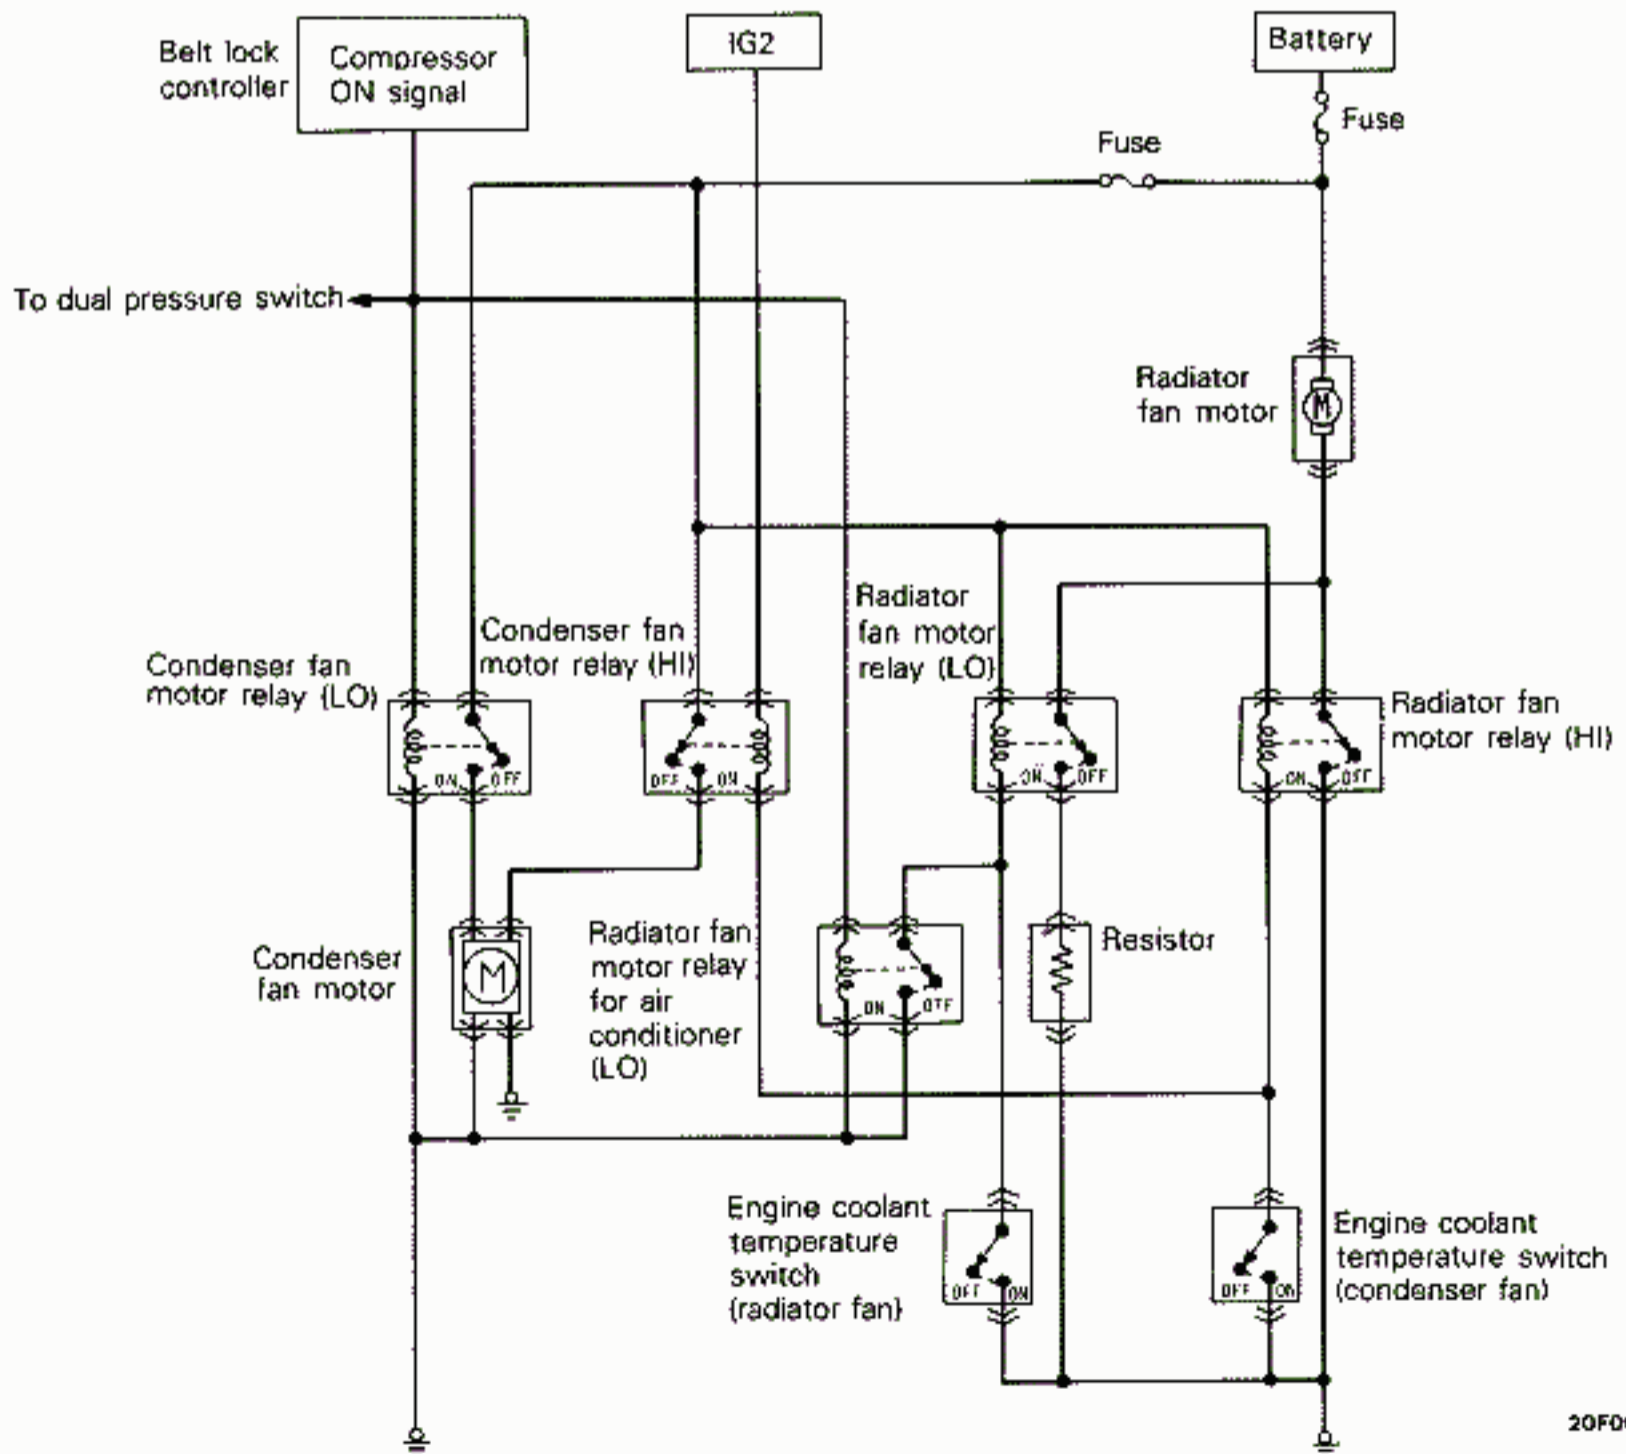 Belt lock
controller
Compressor
ON signal
IG2
Battery
Fuse
Fuse
To dual pressure switch
Radiator
fan motor
M
Condenser fan
motor relay (LO)
Condenser fan
motor relay (HI)
Radiator
fan motor
relay (LO)
Radiator fan
motor relay (HI)
ON OFF
OFF ON
ON OFF
ON OFF
Condenser
fan motor
M
Radiator fan
motor relay
for air
conditioner
(LO)
ON OFF
Resistor
Engine coolant
temperature
switch
(radiator fan)
OFF ON
OFF ON
Engine coolant
temperature switch
(condenser fan)